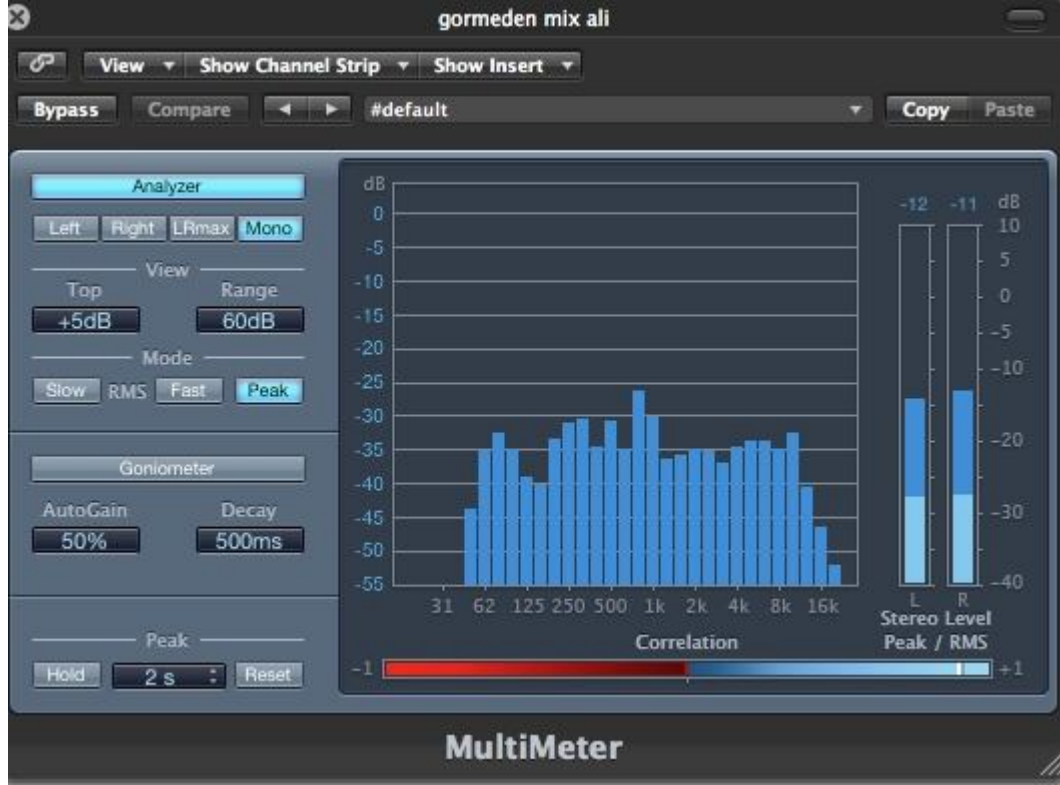 gormeden mix ali
View Show Channel Strip Show Insert
Bypass Compare #default Copy Paste
Analyzer
Left Right LRmax Mono
View
Top Range
+5dB 60dB
Mode
Slow RMS Fast Peak
Goniometer
AutoGain Decay
50% 500ms
Peak
Hold 2 s Reset
dB
0
-5
-10
-15
-20
-25
-30
-35
-40
-45
-50
-55
31 62 125 250 500 1k 2k 4k 8k 16k
Correlation
-1 +1
-12 -11 dB
10
5
0
-5
-10
-20
-30
-40
L R
Stereo Level
Peak / RMS
MultiMeter